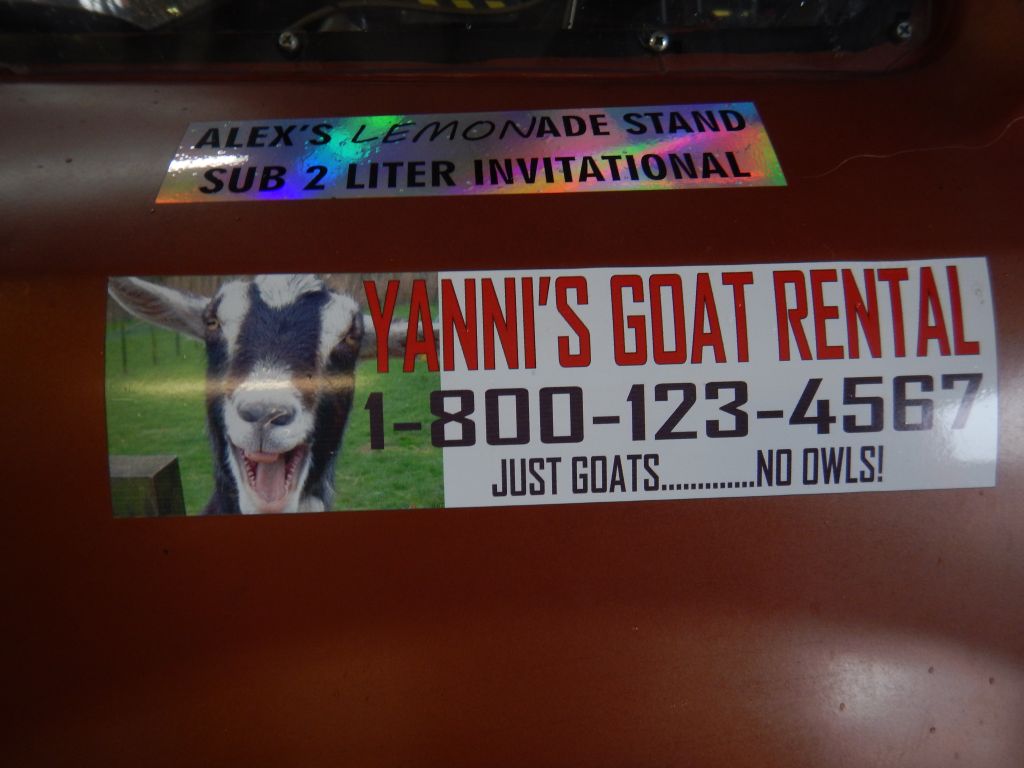 ALEX'S LEMONADE STAND
SUB 2 LITER INVITATIONAL
YANNI'S GOAT RENTAL
1-800-123-4567
JUST GOATS.............NO OWLS!